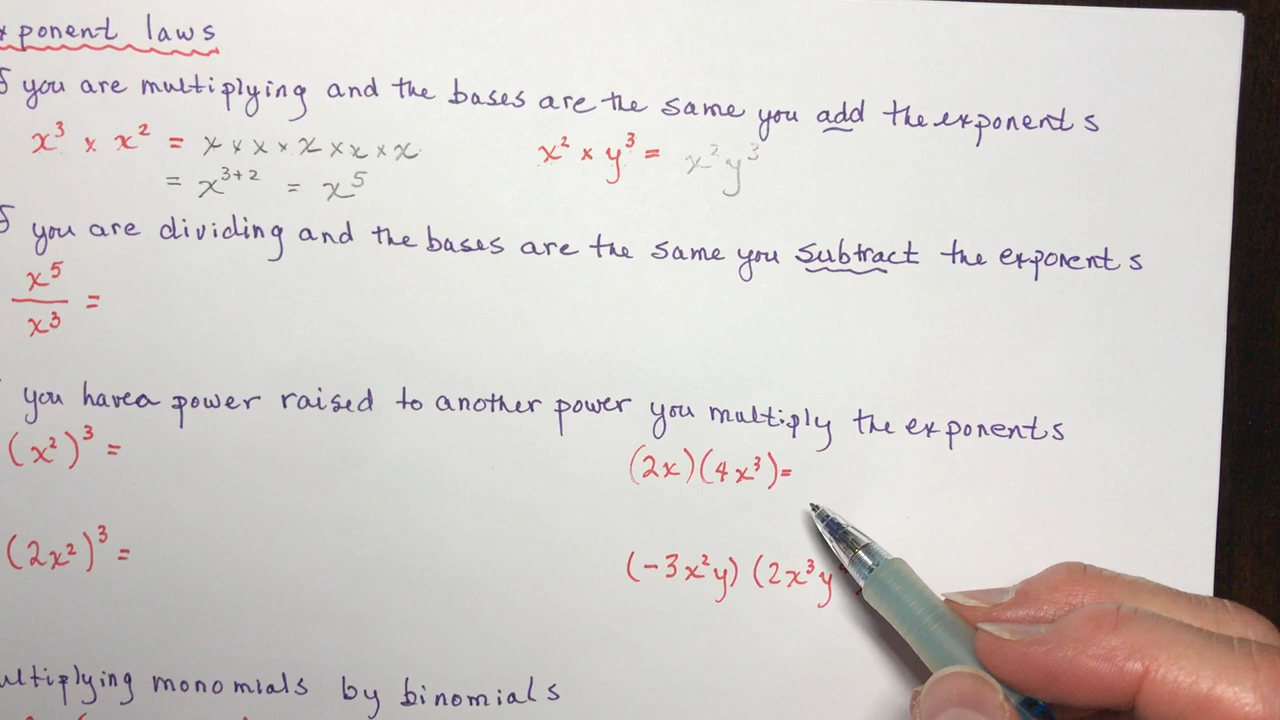 xponent laws
f you are multiplying and the bases are the same you add the exponents
x³ × x² = x × x × x × x × x x² × y³ = x²y³
= x³⁺² = x⁵
f you are dividing and the bases are the same you subtract the exponents
x⁵
x³ =
you have a power raised to another power you multiply the exponents
(x²)³ = (2x)(4x³)=
(2x²)³ = (-3x²y) (2x³y
ultiplying monomials by binomials